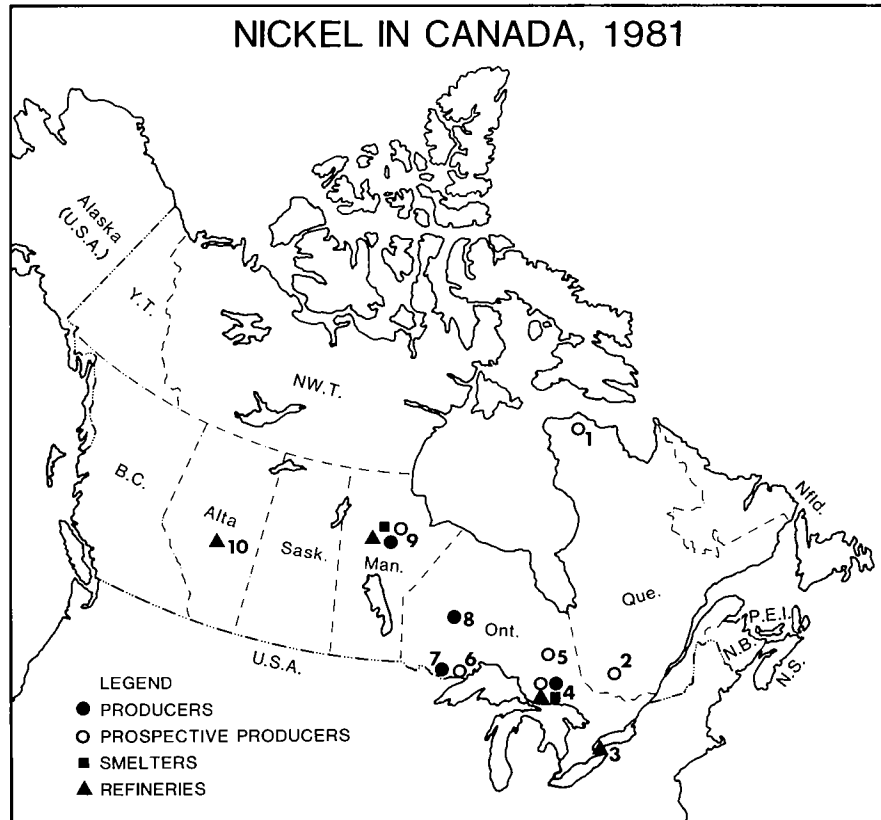 NICKEL IN CANADA, 1981
Alaska
(U.S.A.)
Y.T.
N.W.T.
1
B.C.
Alta
10
Sask.
9
Man.
Nfld.
Que.
8
Ont.
P.E.I.
N.B.
N.S.
U.S.A.
7
6
5
2
4
3
LEGEND
PRODUCERS
PROSPECTIVE PRODUCERS
SMELTERS
REFINERIES